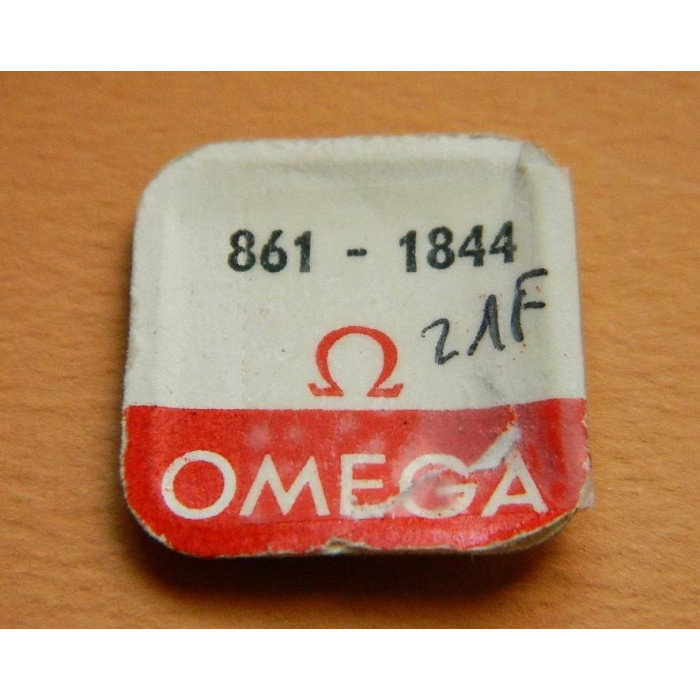 861 - 1844
21F
Ω
OMEGA